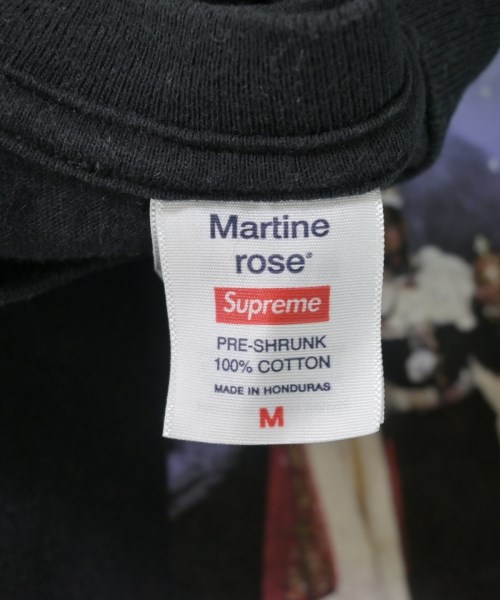 Martine
rose®
Supreme
PRE-SHRUNK
100% COTTON
MADE IN HONDURAS
M